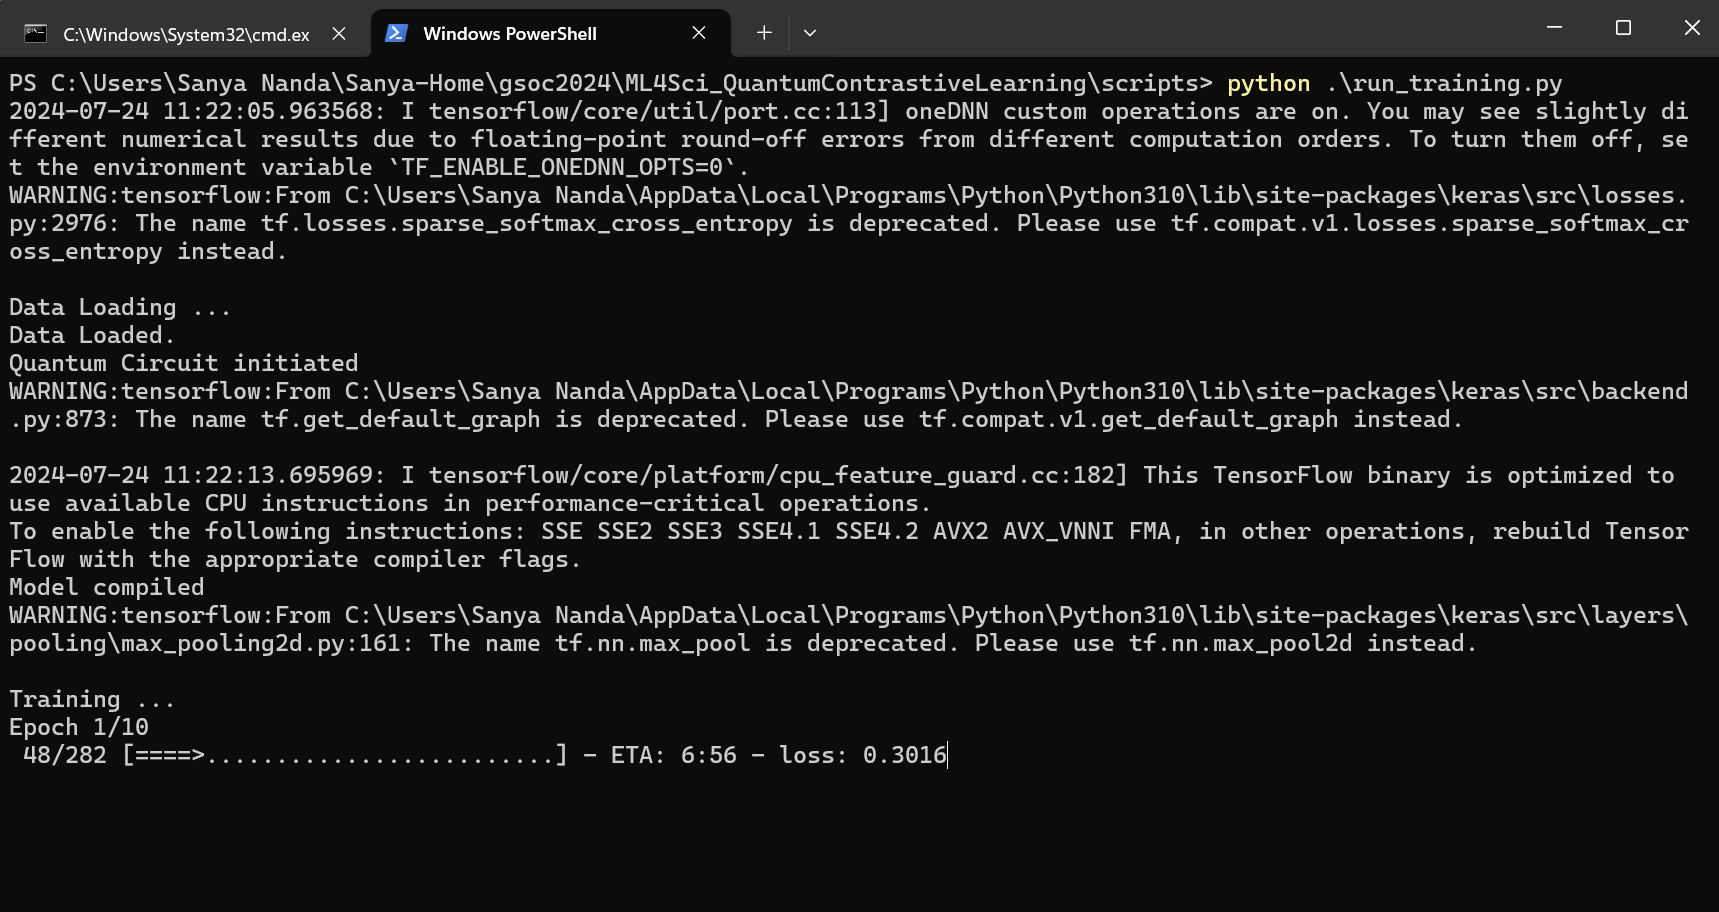 C:\Windows\System32\cmd.ex
Windows PowerShell
PS C:\Users\Sanya Nanda\Sanya-Home\gsoc2024\ML4Sci_QuantumContrastiveLearning\scripts> python .\run_training.py
2024-07-24 11:22:05.963568: I tensorflow/core/util/port.cc:113] oneDNN custom operations are on. You may see slightly di
fferent numerical results due to floating-point round-off errors from different computation orders. To turn them off, se
t the environment variable `TF_ENABLE_ONEDNN_OPTS=0`.
WARNING:tensorflow:From C:\Users\Sanya Nanda\AppData\Local\Programs\Python\Python310\lib\site-packages\keras\src\losses.
py:2976: The name tf.losses.sparse_softmax_cross_entropy is deprecated. Please use tf.compat.v1.losses.sparse_softmax_cr
oss_entropy instead.

Data Loading ...
Data Loaded.
Quantum Circuit initiated
WARNING:tensorflow:From C:\Users\Sanya Nanda\AppData\Local\Programs\Python\Python310\lib\site-packages\keras\src\backend
.py:873: The name tf.get_default_graph is deprecated. Please use tf.compat.v1.get_default_graph instead.

2024-07-24 11:22:13.695969: I tensorflow/core/platform/cpu_feature_guard.cc:182] This TensorFlow binary is optimized to
use available CPU instructions in performance-critical operations.
To enable the following instructions: SSE SSE2 SSE3 SSE4.1 SSE4.2 AVX2 AVX_VNNI FMA, in other operations, rebuild Tensor
Flow with the appropriate compiler flags.
Model compiled
WARNING:tensorflow:From C:\Users\Sanya Nanda\AppData\Local\Programs\Python\Python310\lib\site-packages\keras\src\layers\
pooling\max_pooling2d.py:161: The name tf.nn.max_pool is deprecated. Please use tf.nn.max_pool2d instead.

Training ...
Epoch 1/10
 48/282 [====>.........................] - ETA: 6:56 - loss: 0.3016